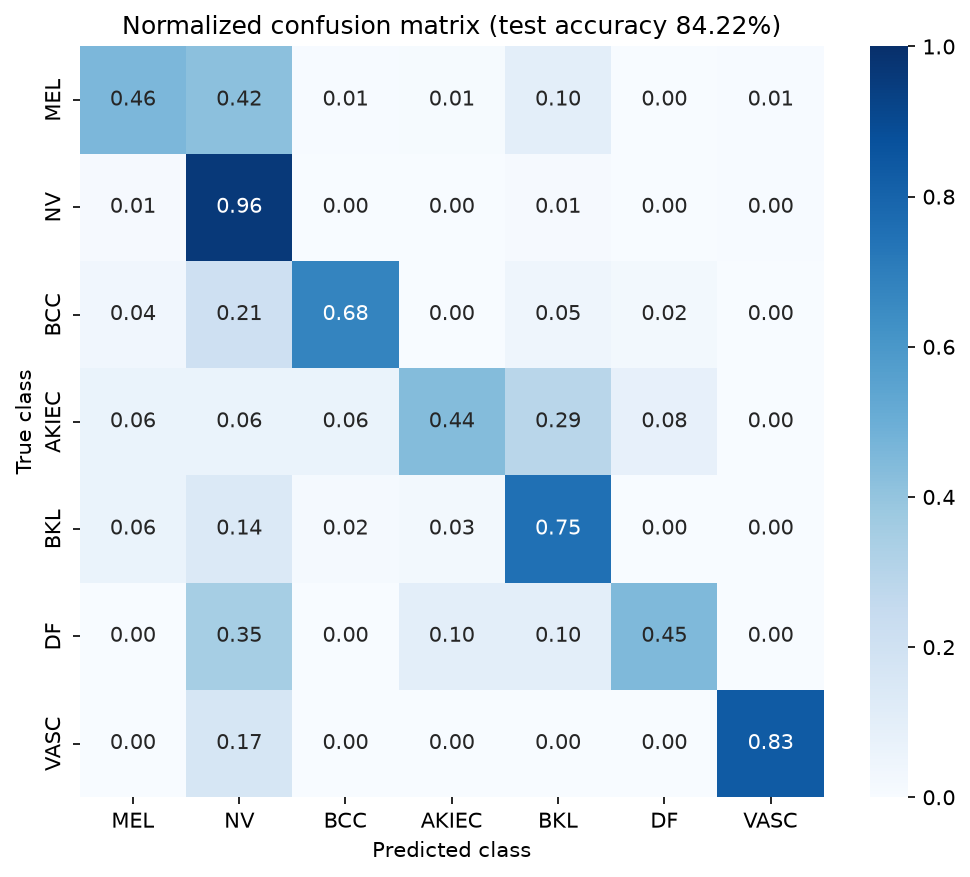 Normalized confusion matrix (test accuracy 84.22%)
True class
MEL 0.46 0.42 0.01 0.01 0.10 0.00 0.01
NV 0.01 0.96 0.00 0.00 0.01 0.00 0.00
BCC 0.04 0.21 0.68 0.00 0.05 0.02 0.00
AKIEC 0.06 0.06 0.06 0.44 0.29 0.08 0.00
BKL 0.06 0.14 0.02 0.03 0.75 0.00 0.00
DF 0.00 0.35 0.00 0.10 0.10 0.45 0.00
VASC 0.00 0.17 0.00 0.00 0.00 0.00 0.83
MEL NV BCC AKIEC BKL DF VASC
Predicted class
1.0
0.8
0.6
0.4
0.2
0.0